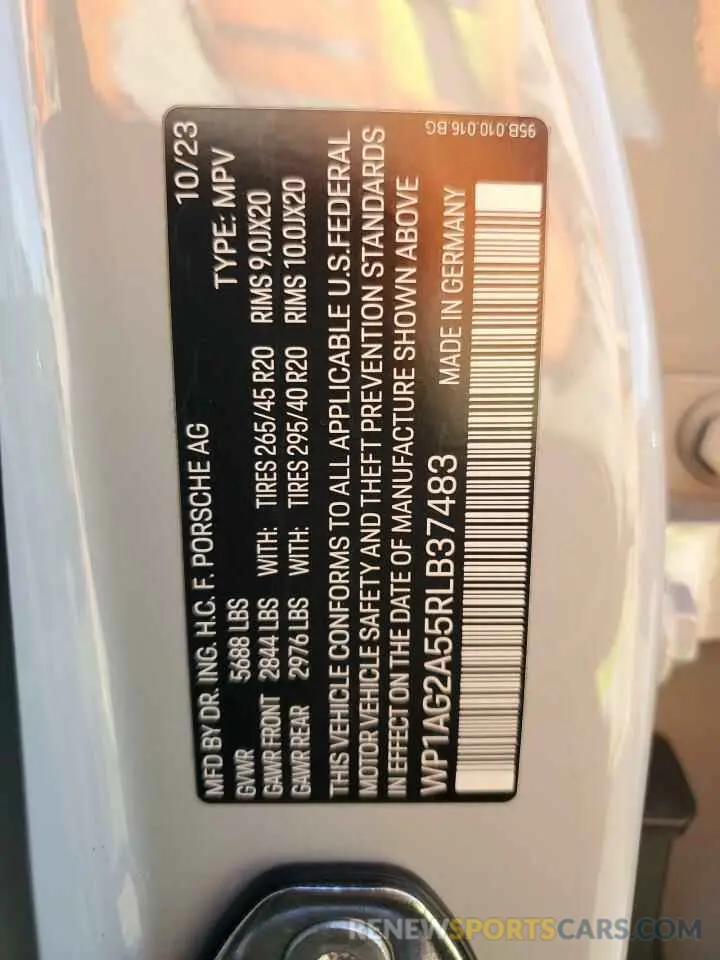 MFD BY DR. ING. H.C. F. PORSCHE AG 10/23
GVWR 5688 LBS TYPE: MPV
GAWR FRONT 2844 LBS WITH: TIRES 265/45 R20 RIMS 9.0JX20
GAWR REAR 2976 LBS WITH: TIRES 295/40 R20 RIMS 10.0JX20
THIS VEHICLE CONFORMS TO ALL APPLICABLE U.S.FEDERAL
MOTOR VEHICLE SAFETY AND THEFT PREVENTION STANDARDS
IN EFFECT ON THE DATE OF MANUFACTURE SHOWN ABOVE
WP1AG2A55RLB37483 MADE IN GERMANY
95B.010.016.BG
RENEWSPORTSCARS.COM